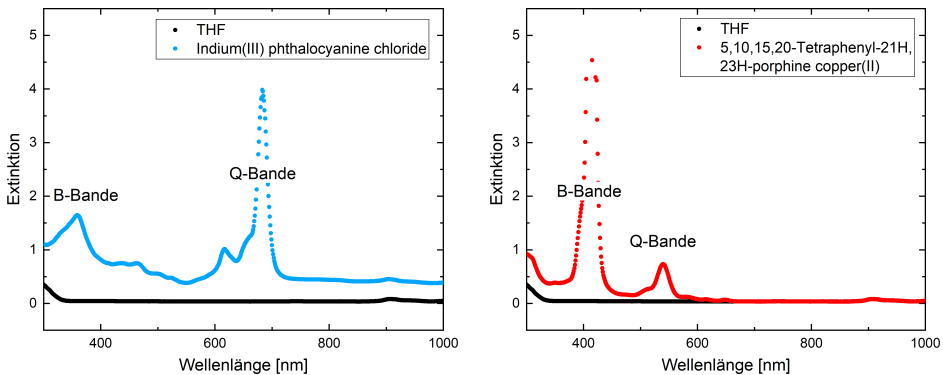 THF
Indium(III) phthalocyanine chloride
5
4
3
2
1
0
Extinktion
B-Bande
Q-Bande
400
600
800
1000
Wellenlänge [nm]
THF
5,10,15,20-Tetraphenyl-21H,
23H-porphine copper(II)
5
4
3
2
1
0
Extinktion
B-Bande
Q-Bande
400
600
800
1000
Wellenlänge [nm]